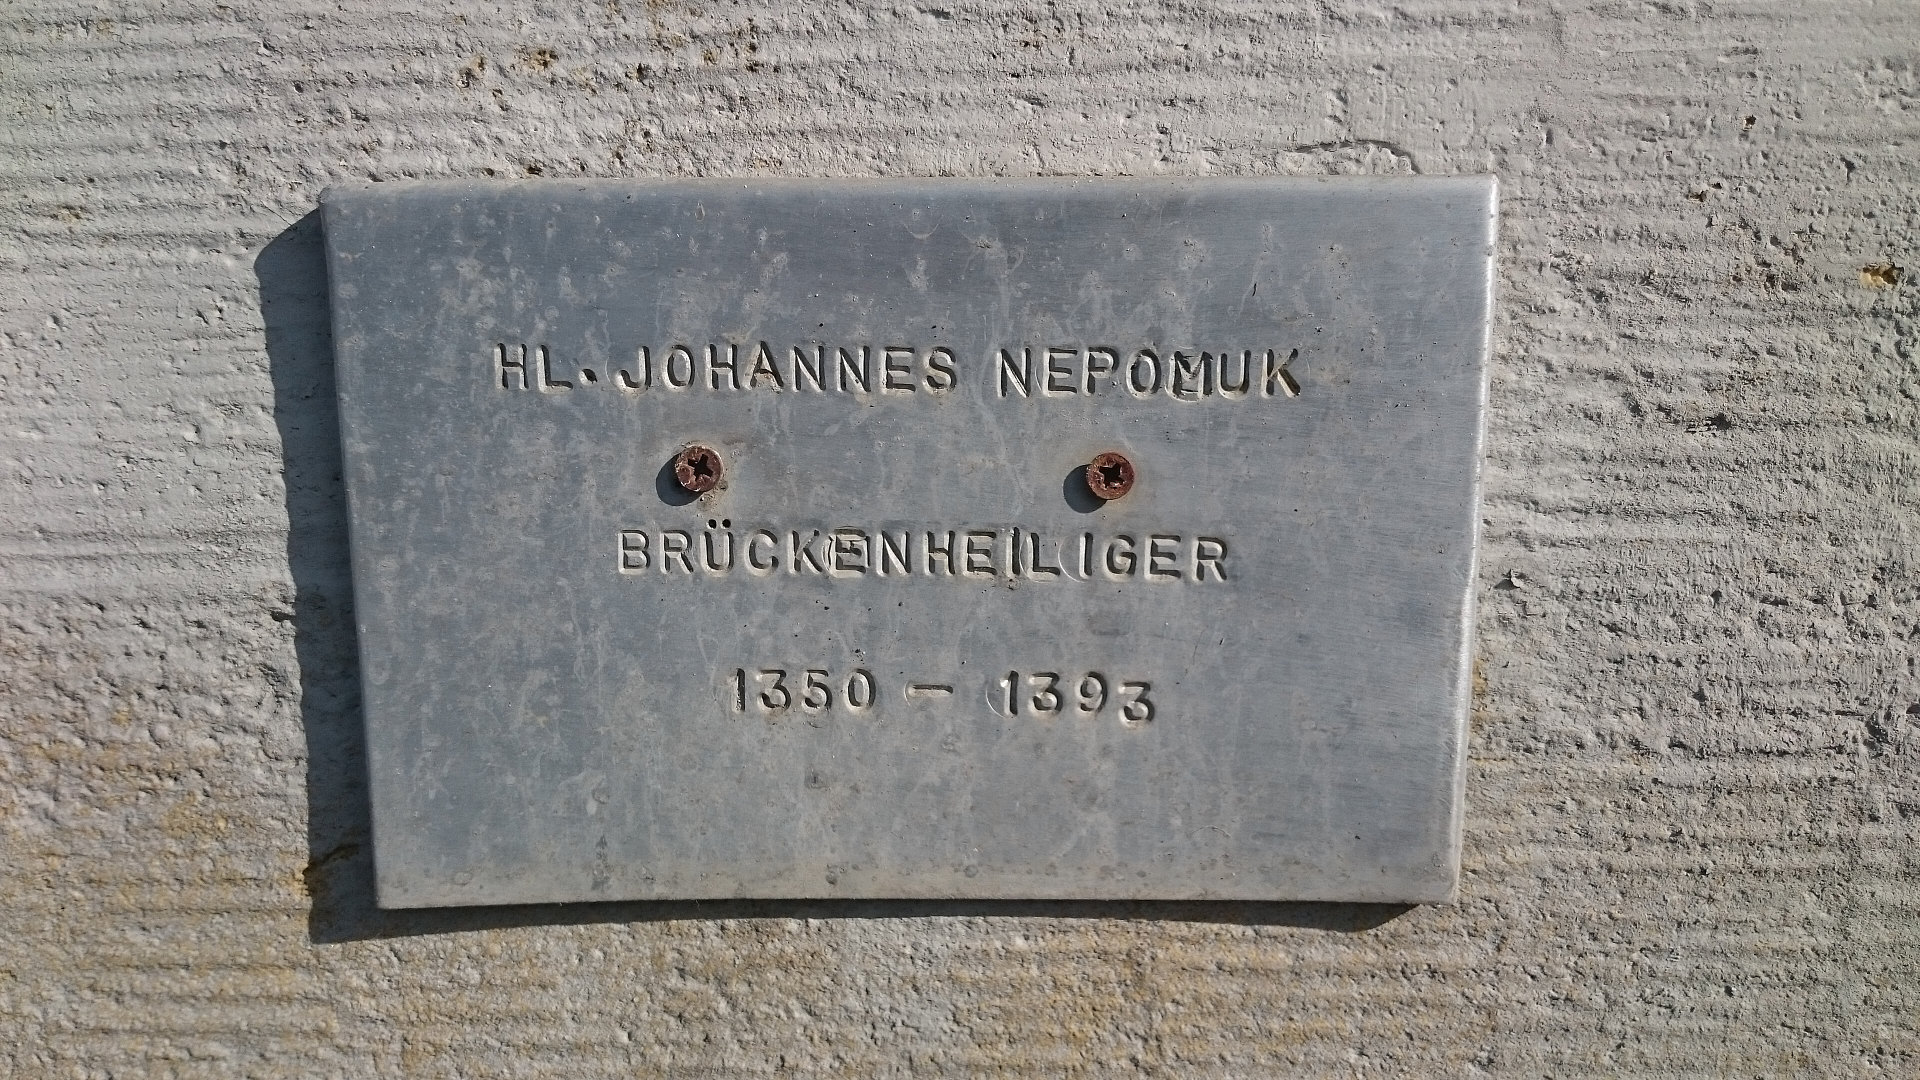 HL. JOHANNES NEPOMUK
BRÜCKENHEILIGER
1350 – 1393